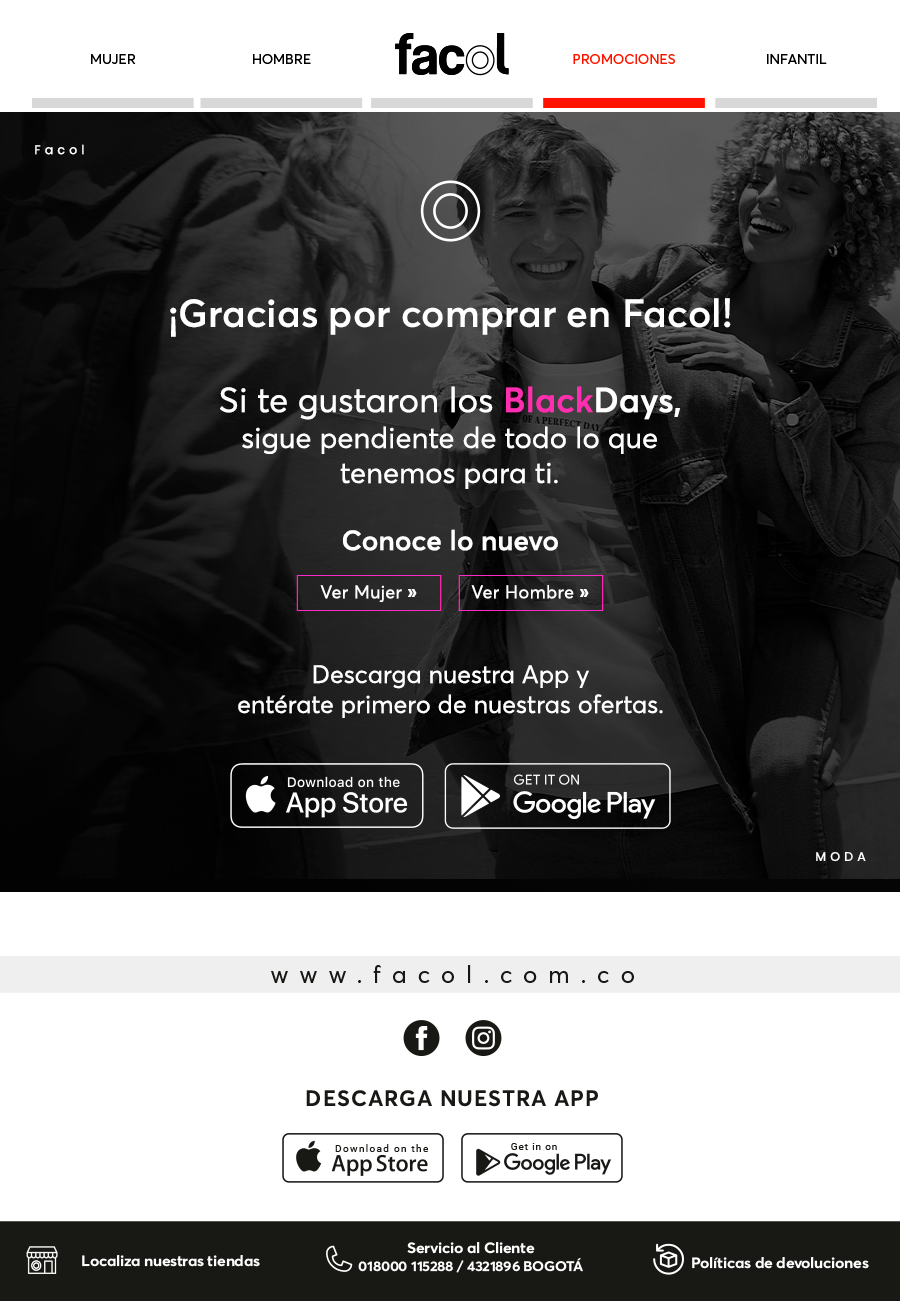 MUJER
HOMBRE
facol
PROMOCIONES
INFANTIL
Facol
¡Gracias por comprar en Facol!
Si te gustaron los BlackDays,
OF A PERFECT DAY
sigue pendiente de todo lo que
tenemos para ti.
Conoce lo nuevo
Ver Mujer »
Ver Hombre »
Descarga nuestra App y
entérate primero de nuestras ofertas.
Download on the
App Store
GET IT ON
Google Play
MODA
www.facol.com.co
DESCARGA NUESTRA APP
Download on the
App Store
Get in on
Google Play
Localiza nuestras tiendas
Servicio al Cliente
018000 115288 / 4321896 BOGOTÁ
Políticas de devoluciones